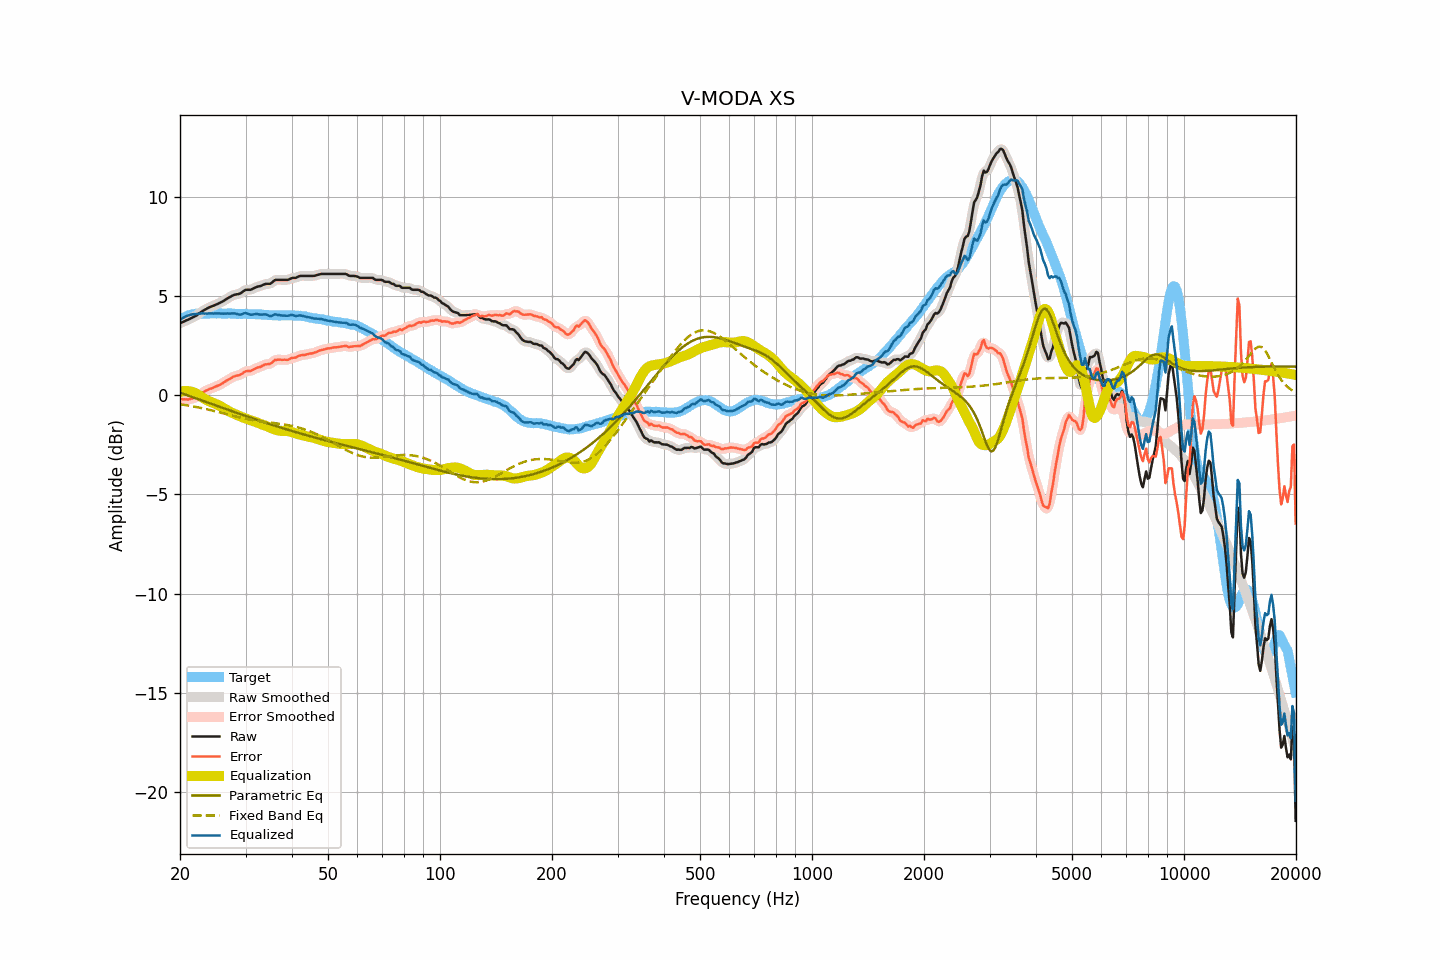 V-MODA XS
Amplitude (dBr)
10
5
0
−5
−10
−15
−20
Target
Raw Smoothed
Error Smoothed
Raw
Error
Equalization
Parametric Eq
Fixed Band Eq
Equalized
20 50 100 200 500 1000 2000 5000 10000 20000
Frequency (Hz)